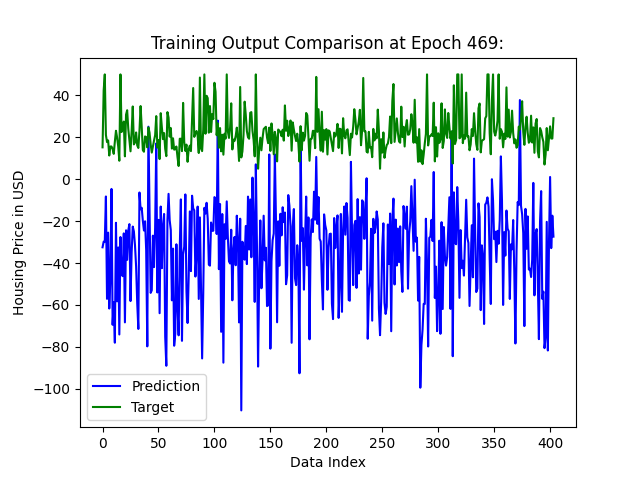 Training Output Comparison at Epoch 469:
40
20
0
−20
−40
−60
−80
−100
Housing Price in USD
Prediction
Target
0 50 100 150 200 250 300 350 400
Data Index